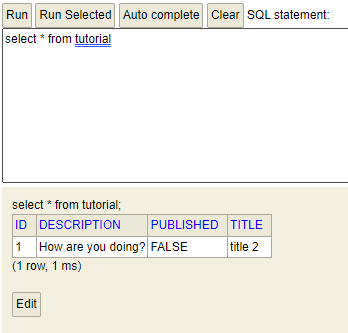 Run Run Selected Auto complete Clear SQL statement:
select * from tutorial
select * from tutorial;
ID DESCRIPTION PUBLISHED TITLE
1 How are you doing? FALSE title 2
(1 row, 1 ms)
Edit